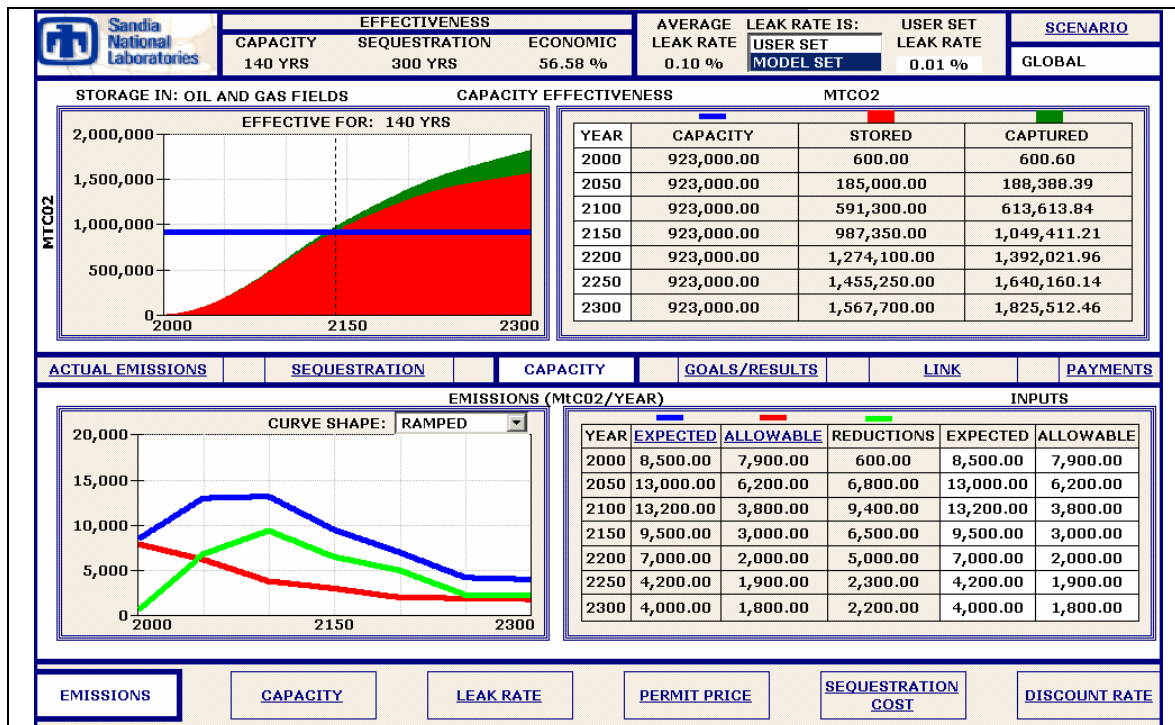 Sandia
National
Laboratories
EFFECTIVENESS
CAPACITY SEQUESTRATION ECONOMIC
140 YRS 300 YRS 56.58 %
AVERAGE LEAK RATE IS: USER SET
LEAK RATE USER SET LEAK RATE
0.10 % MODEL SET 0.01 %
SCENARIO
GLOBAL
STORAGE IN: OIL AND GAS FIELDS CAPACITY EFFECTIVENESS MTCO2
EFFECTIVE FOR: 140 YRS
2,000,000
1,500,000
1,000,000
500,000
0
MTCO2
2000 2150 2300
YEAR CAPACITY STORED CAPTURED
2000 923,000.00 600.00 600.60
2050 923,000.00 185,000.00 188,388.39
2100 923,000.00 591,300.00 613,613.84
2150 923,000.00 987,350.00 1,049,411.21
2200 923,000.00 1,274,100.00 1,392,021.96
2250 923,000.00 1,455,250.00 1,640,160.14
2300 923,000.00 1,567,700.00 1,825,512.46
ACTUAL EMISSIONS SEQUESTRATION CAPACITY GOALS/RESULTS LINK PAYMENTS
EMISSIONS (MtCO2/YEAR) INPUTS
CURVE SHAPE: RAMPED
20,000
15,000
10,000
5,000
0
2000 2150 2300
YEAR EXPECTED ALLOWABLE REDUCTIONS EXPECTED ALLOWABLE
2000 8,500.00 7,900.00 600.00 8,500.00 7,900.00
2050 13,000.00 6,200.00 6,800.00 13,000.00 6,200.00
2100 13,200.00 3,800.00 9,400.00 13,200.00 3,800.00
2150 9,500.00 3,000.00 6,500.00 9,500.00 3,000.00
2200 7,000.00 2,000.00 5,000.00 7,000.00 2,000.00
2250 4,200.00 1,900.00 2,300.00 4,200.00 1,900.00
2300 4,000.00 1,800.00 2,200.00 4,000.00 1,800.00
EMISSIONS CAPACITY LEAK RATE PERMIT PRICE SEQUESTRATION COST DISCOUNT RATE